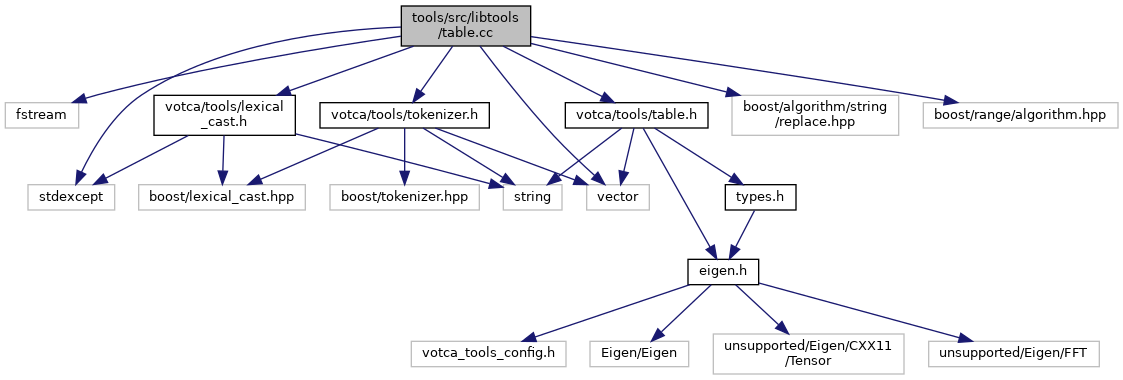 tools/src/libtools
/table.cc
fstream
votca/tools/lexical
_cast.h
votca/tools/tokenizer.h
votca/tools/table.h
boost/algorithm/string
/replace.hpp
boost/range/algorithm.hpp
stdexcept
boost/lexical_cast.hpp
boost/tokenizer.hpp
string
vector
types.h
eigen.h
votca_tools_config.h
Eigen/Eigen
unsupported/Eigen/CXX11
/Tensor
unsupported/Eigen/FFT